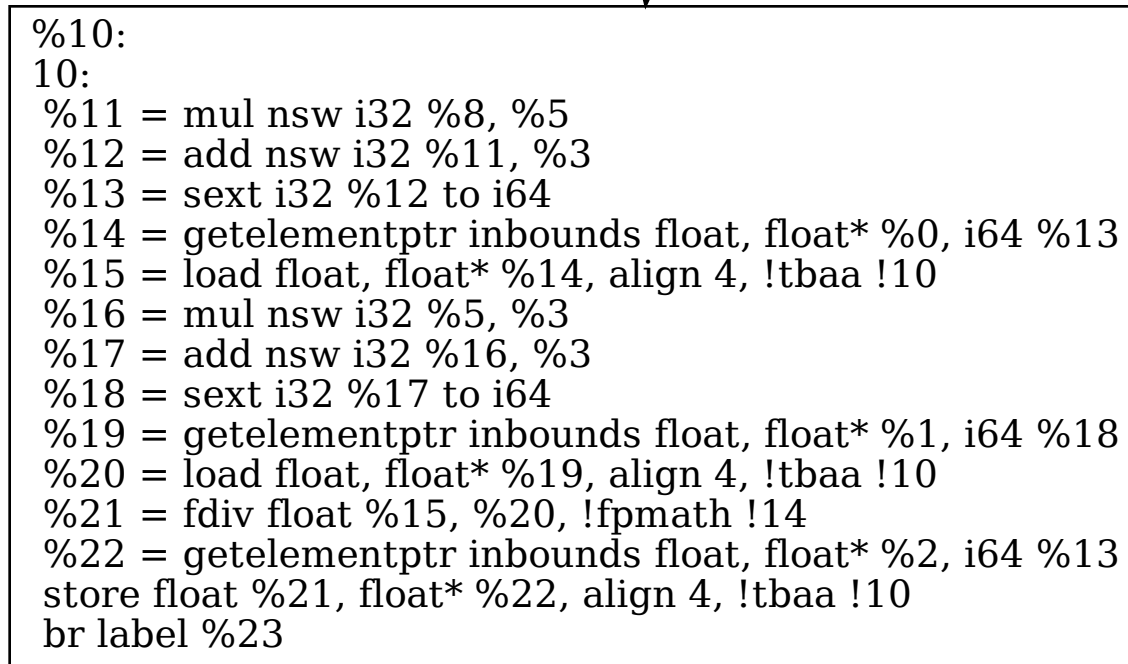 %10:
10:
%11 = mul nsw i32 %8, %5
%12 = add nsw i32 %11, %3
%13 = sext i32 %12 to i64
%14 = getelementptr inbounds float, float* %0, i64 %13
%15 = load float, float* %14, align 4, !tbaa !10
%16 = mul nsw i32 %5, %3
%17 = add nsw i32 %16, %3
%18 = sext i32 %17 to i64
%19 = getelementptr inbounds float, float* %1, i64 %18
%20 = load float, float* %19, align 4, !tbaa !10
%21 = fdiv float %15, %20, !fpmath !14
%22 = getelementptr inbounds float, float* %2, i64 %13
store float %21, float* %22, align 4, !tbaa !10
br label %23